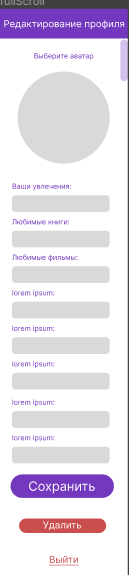 fullScroll
Редактирование профиля
Выберите аватар
Ваши увлечения:
Любимые книги:
Любимые фильмы:
lorem ipsum:
lorem ipsum:
lorem ipsum:
lorem ipsum:
lorem ipsum:
Сохранить
Удалить
Выйти